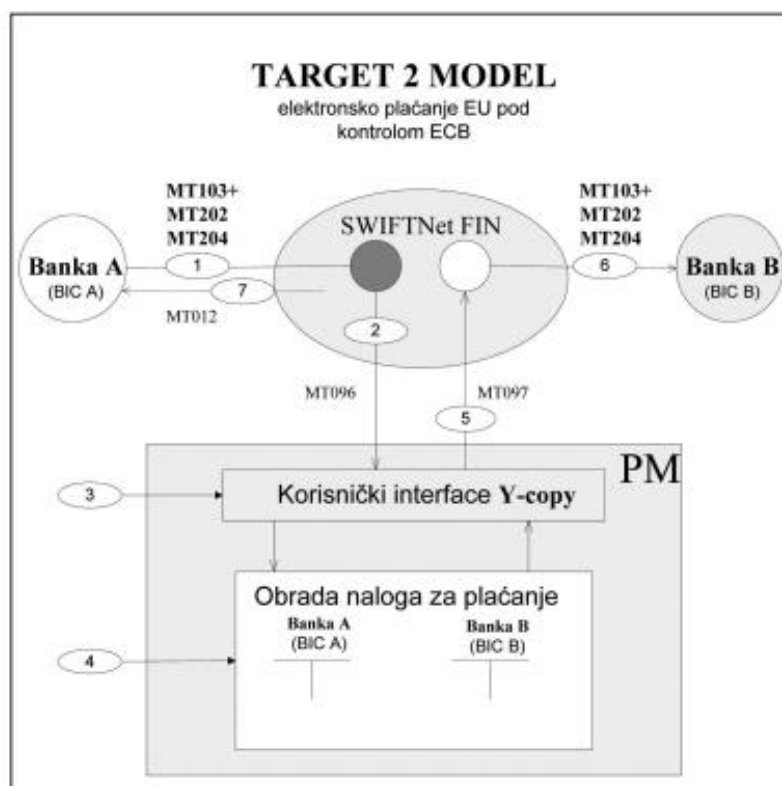 TARGET 2 MODEL
elektronsko plaćanje EU pod
kontrolom ECB
MT103+
MT202
MT204
MT103+
MT202
MT204
SWIFTNet FIN
Banka A
(BIC A)
1
7
MT012
2
6
Banka B
(BIC B)
MT096
MT097
5
PM
3
Korisnički interface Y-copy
Obrada naloga za plaćanje
Banka A
(BIC A)
Banka B
(BIC B)
4